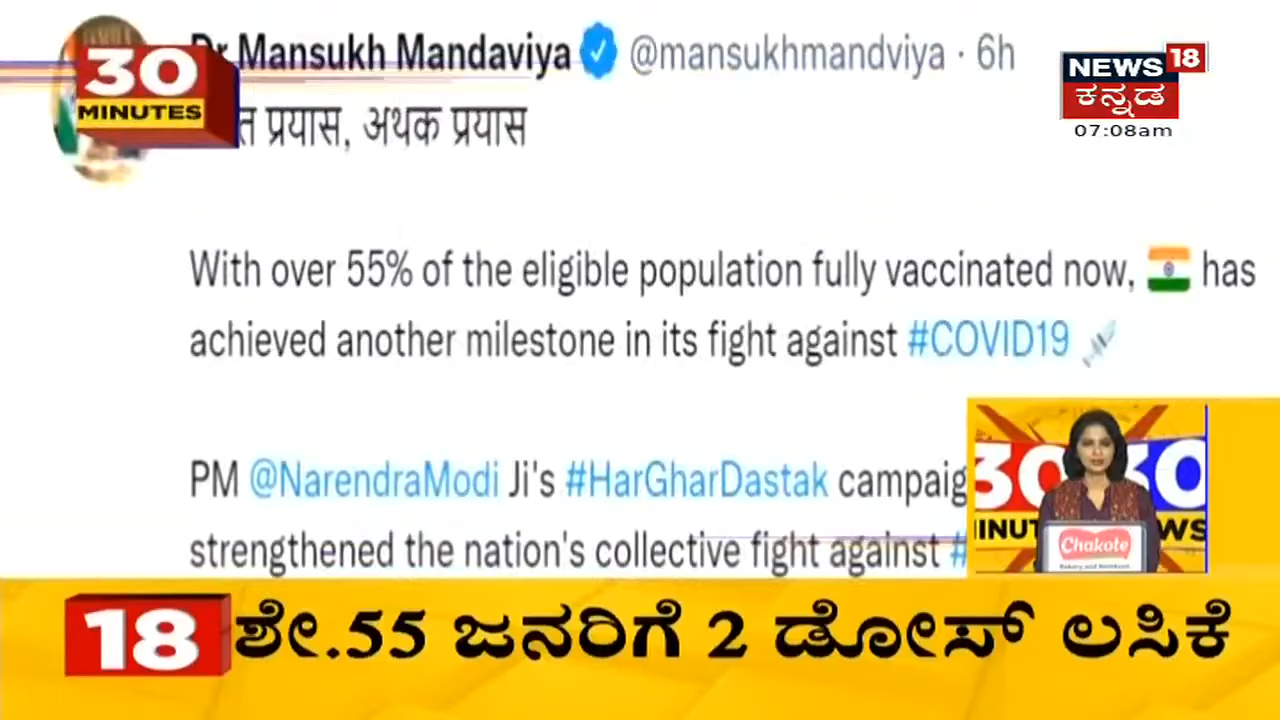 30
MINUTES
Dr Mansukh Mandaviya @mansukhmandviya · 6h
प्रयास, अथक प्रयास
With over 55% of the eligible population fully vaccinated now, has
achieved another milestone in its fight against #COVID19
PM @NarendraModi Ji's #HarGharDastak
strengthened the nation's collective fight against
NEWS 18
ಕನ್ನಡ
07:08am
30 30
Chakote
18 ಶೇ.55 ಜನರಿಗೆ 2 ಡೋಸ್ ಲಸಿಕೆ